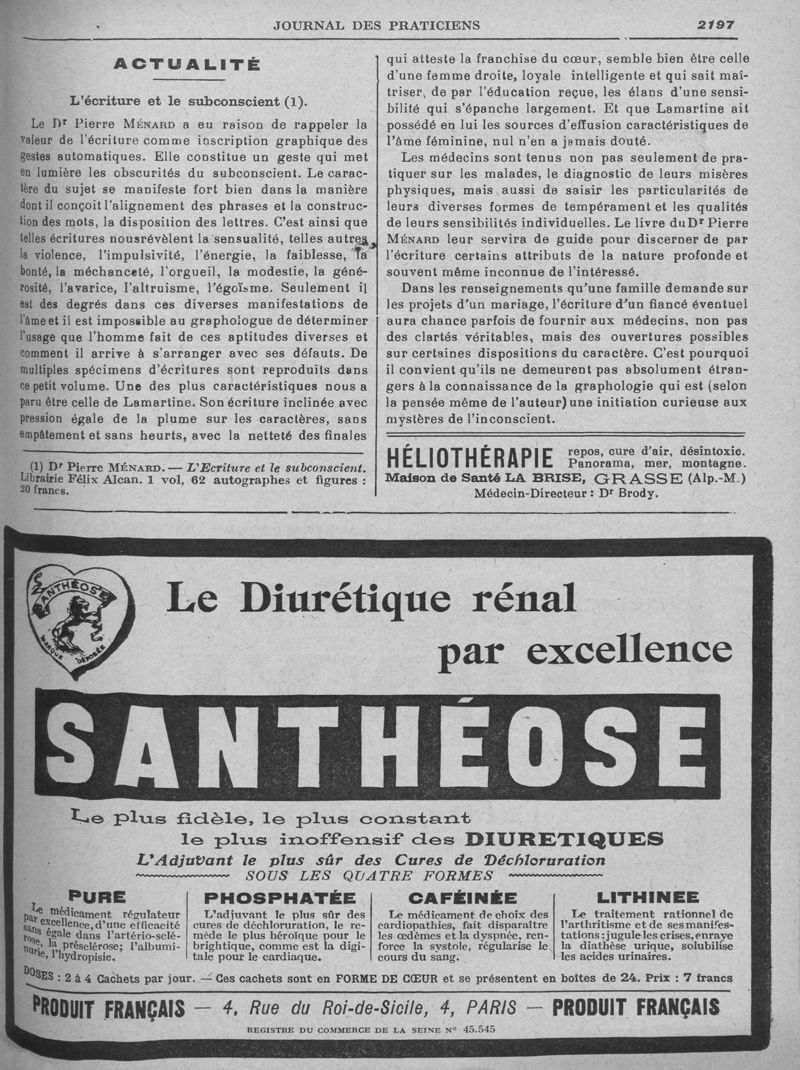 JOURNAL DES PRATICIENS
2197
ACTUALITÉ
L'écriture et le subconscient (1).
Le Dr Pierre MÉNARD a eu raison de rappeler la
valeur de l'écriture comme inscription graphique des
gestes automatiques. Elle constitue un geste qui met
en lumière les obscurités du subconscient. Le carac-
tère du sujet se manifeste fort bien dans la manière
dont il conçoit l'alignement des phrases et la construc-
tion des mots, la disposition des lettres. C'est ainsi que
telles écritures nous révèlent la sensualité, telles autres
la violence, l'impulsivité, l'énergie, la faiblesse, la
bonté, la méchanceté, l'orgueil, la modestie, la géné-
rosité, l'avarice, l'altruisme, l'égoïsme. Seulement il
est des degrés dans ces diverses manifestations de
l'âme et il est impossible au graphologue de déterminer
l'usage que l'homme fait de ces aptitudes diverses et
comment il arrive à s'arranger avec ses défauts. De
multiples spécimens d'écritures sont reproduits dans
ce petit volume. Une des plus caractéristiques nous a
paru être celle de Lamartine. Son écriture inclinée avec
pression égale de la plume sur les caractères, sans
empâtement et sans heurts, avec la netteté des finales
(1) Dr Pierre MÉNARD. — L'Ecriture et le subconscient.
Librairie Félix Alcan. 1 vol, 62 autographes et figures :
20 francs.
qui atteste la franchise du cœur, semble bien être celle
d'une femme droite, loyale intelligente et qui sait maî-
triser, de par l'éducation reçue, les élans d'une sensi-
bilité qui s'épanche largement. Et que Lamartine ait
possédé en lui les sources d'effusion caractéristiques de
l'âme féminine, nul n'en a jamais douté.
Les médecins sont tenus non pas seulement de pra-
tiquer sur les malades, le diagnostic de leurs misères
physiques, mais aussi de saisir les particularités de
leurs diverses formes de tempérament et les qualités
de leurs sensibilités individuelles. Le livre du Dr Pierre
MÉNARD leur servira de guide pour discerner de par
l'écriture certains attributs de la nature profonde et
souvent même inconnue de l'intéressé.
Dans les renseignements qu'une famille demande sur
les projets d'un mariage, l'écriture d'un fiancé éventuel
aura chance parfois de fournir aux médecins, non pas
des clartés véritables, mais des ouvertures possibles
sur certaines dispositions du caractère. C'est pourquoi
il convient qu'ils ne demeurent pas absolument étran-
gers à la connaissance de la graphologie qui est (selon
la pensée même de l'auteur) une initiation curieuse aux
mystères de l'inconscient.
HÉLIOTHÉRAPIE repos, cure d'air, désintoxic.
Panorama, mer, montagne.
Maison de Santé LA BRISE, GRASSE (Alp.-M.)
Médecin-Directeur : Dr Brody.
SANTHÉOSE
MARQUE DÉPOSÉE
Le Diurétique rénal
par excellence
SANTHÉOSE
Le plus fidèle, le plus constant
le plus inoffensif des DIURETIQUES
L'Adjuvant le plus sûr des Cures de Déchloruration
SOUS LES QUATRE FORMES
PURE
Le médicament régulateur
par excellence, d'une efficacité
sans égale dans l'artério-sclé-
rose, la présclérose; l'albumi-
nurie, l'hydropisie.
PHOSPHATÉE
L'adjuvant le plus sûr des
cures de déchloruration, le re-
mède le plus héroïque pour le
brightique, comme est la digi-
tale pour le cardiaque.
CAFÉINÉE
Le médicament de choix des
cardiopathies, fait disparaître
les œdèmes et la dyspnée, ren-
force la systole, régularise le
cours du sang.
LITHINEE
Le traitement rationnel de
l'arthritisme et de ses manifes-
tations; jugule les crises, enraye
la diathèse urique, solubilise
les acides urinaires.
DOSES : 2 à 4 Cachets par jour. — Ces cachets sont en FORME DE CŒUR et se présentent en boîtes de 24. Prix : 7 francs
PRODUIT FRANÇAIS — 4, Rue du Roi-de-Sicile, 4, PARIS — PRODUIT FRANÇAIS
REGISTRE DU COMMERCE DE LA SEINE N° 45.545